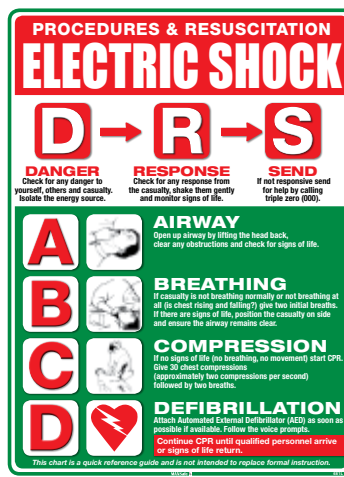 PROCEDURES & RESUSCITATION
ELECTRIC SHOCK
D R S
DANGER
Check for any danger to
yourself, others and casualty.
Isolate the energy source.
RESPONSE
Check for any response from
the casualty, shake them gently
and monitor signs of life.
SEND
If not responsive send
for help by calling
triple zero (000).
A
AIRWAY
Open up airway by lifting the head back,
clear any obstructions and check for signs of life.
B
BREATHING
If casualty is not breathing normally or not breathing at
all (is chest rising and falling?) give two initial breaths.
If there are signs of life, position the casualty on side
and ensure the airway remains clear.
C
COMPRESSION
If no signs of life (no breathing, no movement) start CPR.
Give 30 chest compressions
(approximately two compressions per second)
followed by two breaths.
D
DEFIBRILLATION
Attach Automated External Defibrillator (AED) as soon as
possible if available. Follow the voice prompts.
Continue CPR until qualified personnel arrive
or signs of life return.
This chart is a quick reference guide and is not intended to replace formal instruction.